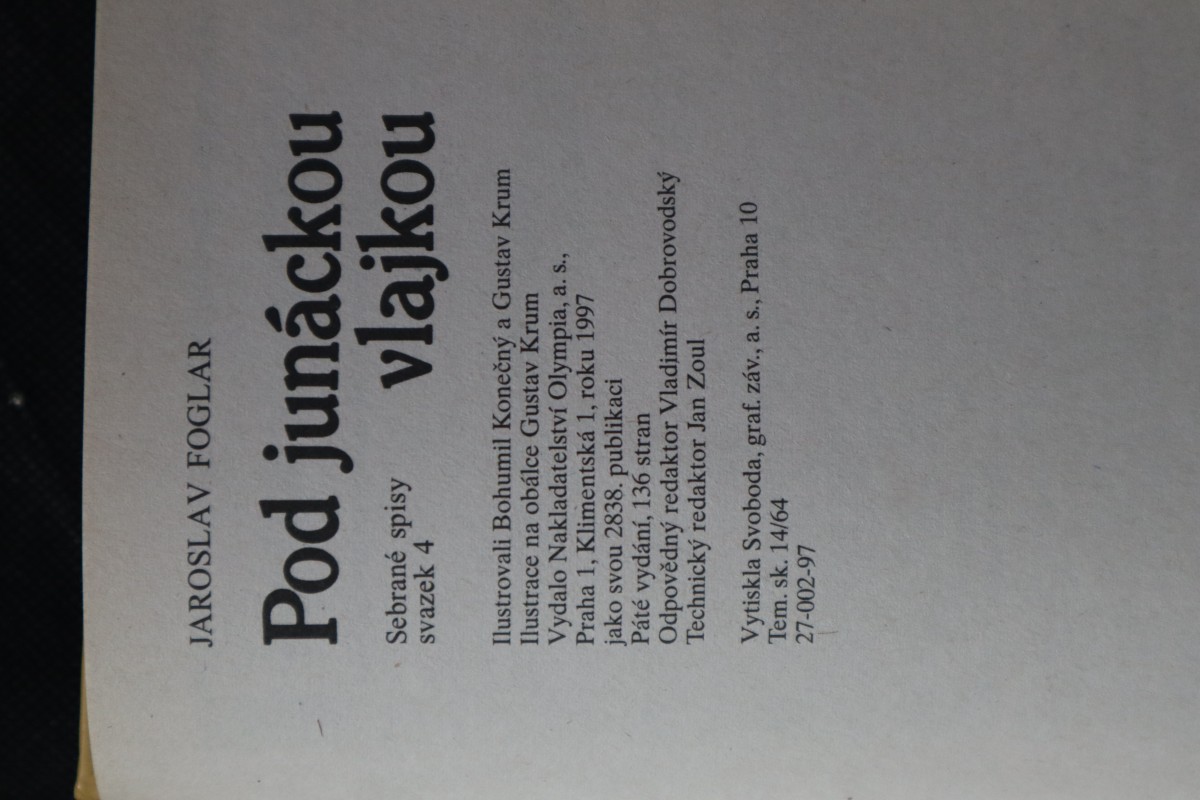 JAROSLAV FOGLAR
Pod junáckou
vlajkou
Sebrané spisy
svazek 4
Ilustrovali Bohumil Konečný a Gustav Krum
Ilustrace na obálce Gustav Krum
Vydalo Nakladatelství Olympia, a. s.,
Praha 1, Klimentská 1, roku 1997
jako svou 2838. publikaci
Páté vydání, 136 stran
Odpovědný redaktor Vladimír Dobrovodský
Technický redaktor Jan Zoul
Vytiskla Svoboda, graf. záv., a. s., Praha 10
Tem. sk. 14/64
27-002-97